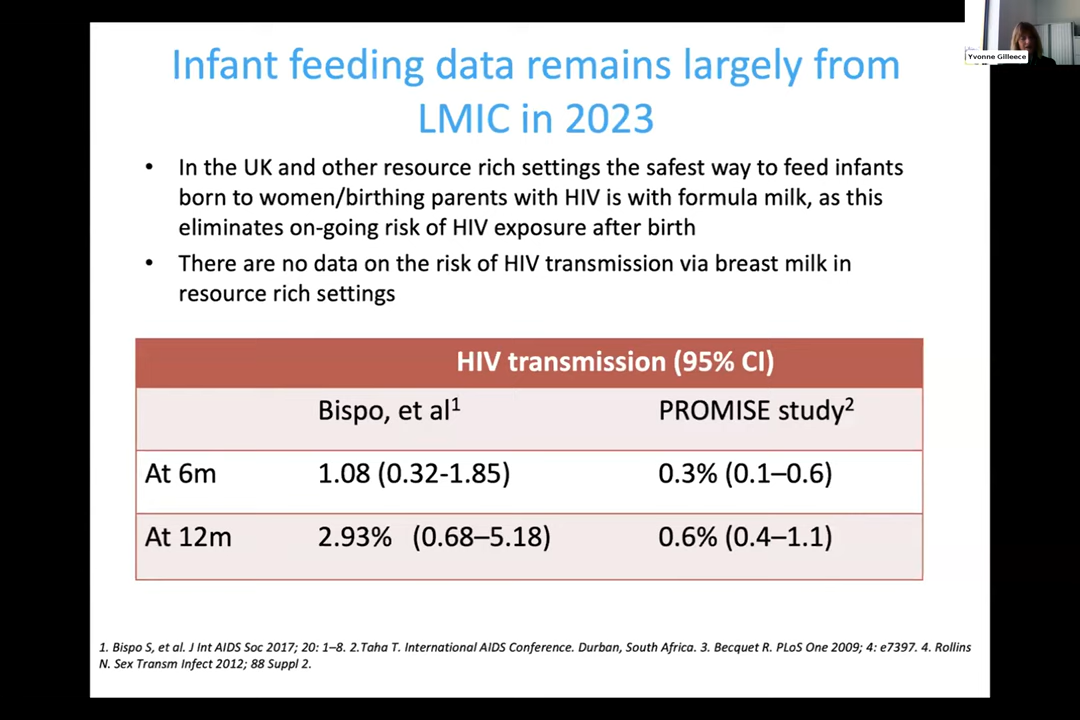 Infant feeding data remains largely from
LMIC in 2023
Yvonne Gilleece
• In the UK and other resource rich settings the safest way to feed infants
born to women/birthing parents with HIV is with formula milk, as this
eliminates on-going risk of HIV exposure after birth
• There are no data on the risk of HIV transmission via breast milk in
resource rich settings
HIV transmission (95% CI)
Bispo, et al¹ PROMISE study²
At 6m 1.08 (0.32-1.85) 0.3% (0.1–0.6)
At 12m 2.93% (0.68–5.18) 0.6% (0.4–1.1)
1. Bispo S, et al. J Int AIDS Soc 2017; 20: 1–8. 2.Taha T. International AIDS Conference. Durban, South Africa. 3. Becquet R. PLoS One 2009; 4: e7397. 4. Rollins
N. Sex Transm Infect 2012; 88 Suppl 2.